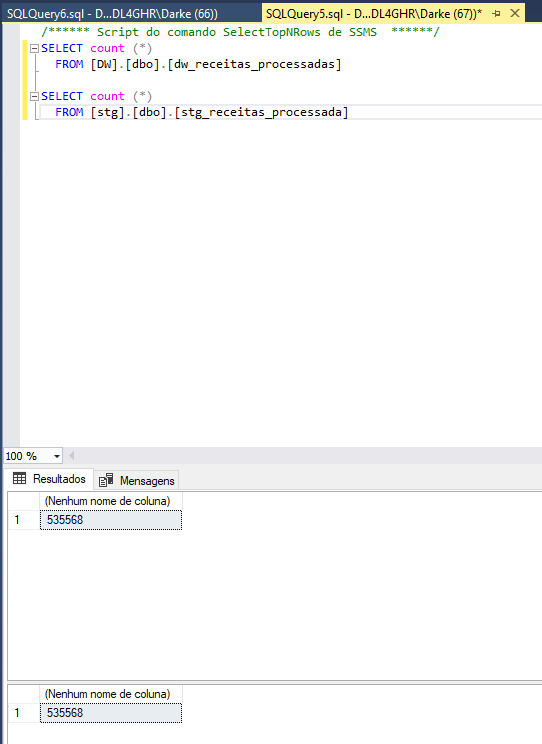 SQLQuery6.sql - D...DL4GHR\Darke (66))
SQLQuery5.sql - D...DL4GHR\Darke (67))*
/****** Script do comando SelectTopNRows de SSMS  ******/
SELECT count (*)
FROM [DW].[dbo].[dw_receitas_processadas]
SELECT count (*)
FROM [stg].[dbo].[stg_receitas_processada]
100 %
Resultados
Mensagens
(Nenhum nome de coluna)
1 535568
(Nenhum nome de coluna)
1 535568